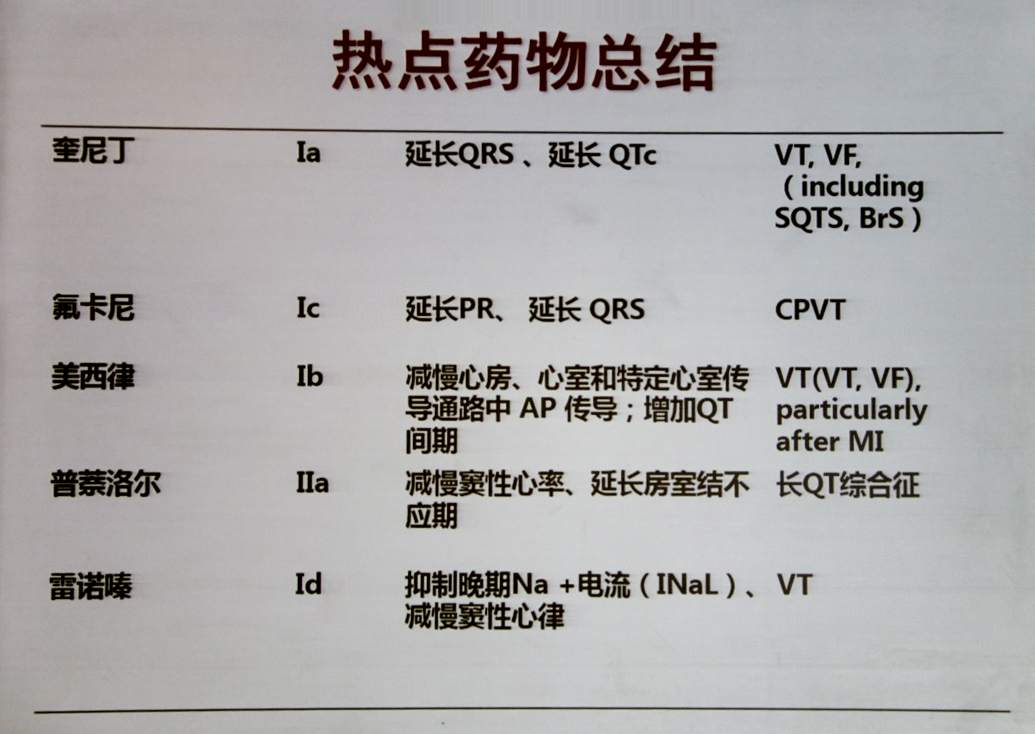 热点药物总结
奎尼丁 Ia 延长QRS 、延长 QTc VT, VF,
（including
SQTS, BrS）
氟卡尼 Ic 延长PR、 延长 QRS CPVT
美西律 Ib 减慢心房、心室和特定心室传 VT(VT, VF),
导通路中 AP 传导；增加QT particularly
间期 after MI
普萘洛尔 IIa 减慢窦性心率、延长房室结不 长QT综合征
应期
雷诺嗪 Id 抑制晚期Na +电流（INaL）、 VT
减慢窦性心律